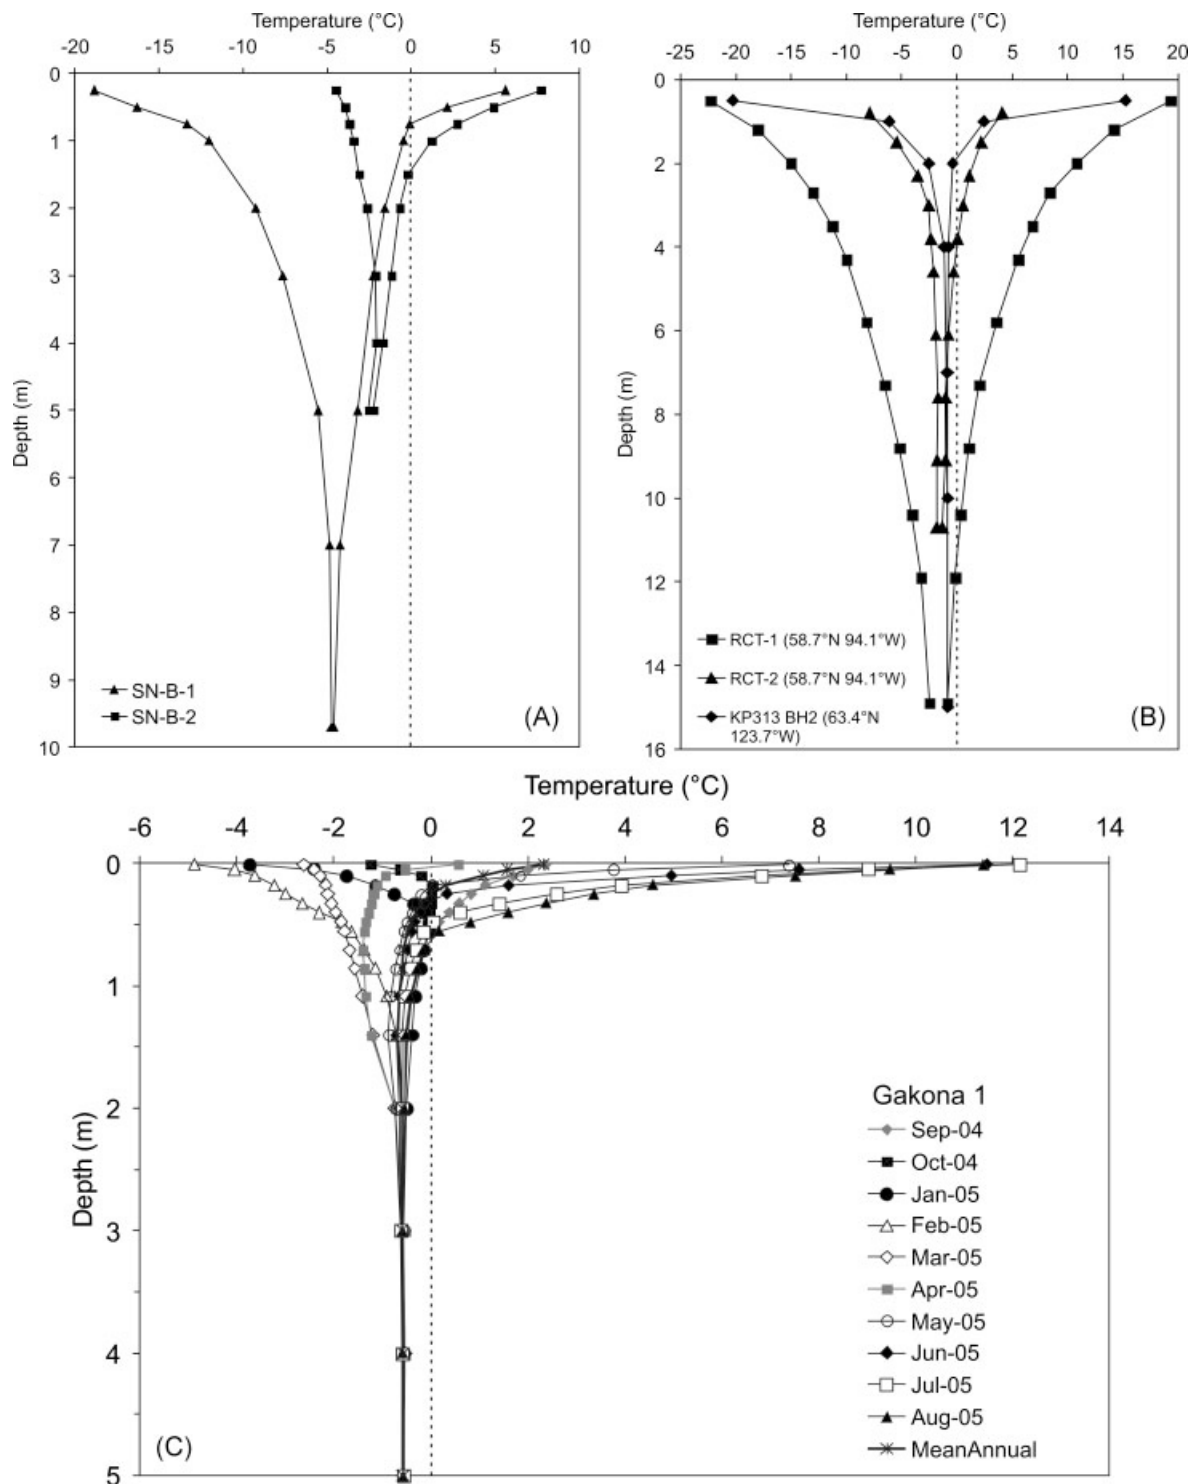 Temperature (°C)
-20 -15 -10 -5 0 5 10
0
1
2
3
4
5
6
7
8
9
10
Depth (m)
SN-B-1
SN-B-2
(A)
Temperature (°C)
-25 -20 -15 -10 -5 0 5 10 15 20
0
2
4
6
8
10
12
14
16
Depth (m)
RCT-1 (58.7°N 94.1°W)
RCT-2 (58.7°N 94.1°W)
KP313 BH2 (63.4°N
123.7°W)
(B)
Temperature (°C)
-6 -4 -2 0 2 4 6 8 10 12 14
0
1
2
3
4
5
Depth (m)
Gakona 1
Sep-04
Oct-04
Jan-05
Feb-05
Mar-05
Apr-05
May-05
Jun-05
Jul-05
Aug-05
MeanAnnual
(C)